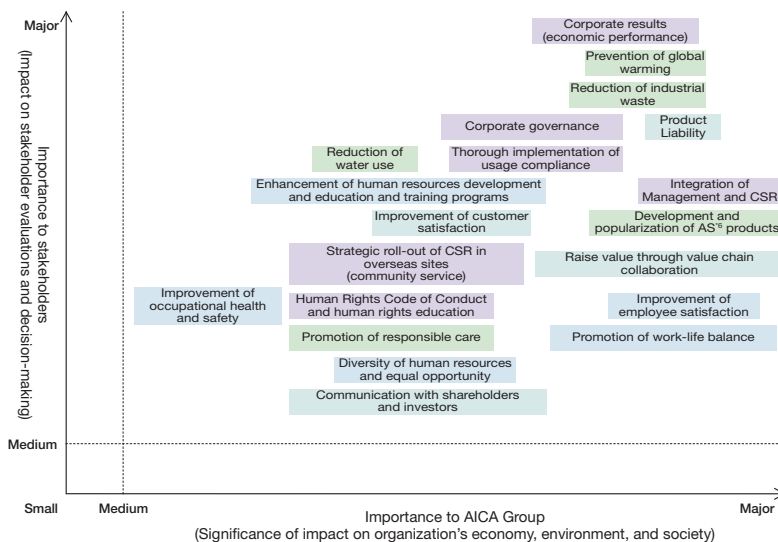 Major
Importance to stakeholders
(Impact on stakeholder evaluations and decision-making)
Corporate results
(economic performance)
Prevention of global
warming
Reduction of industrial
waste
Corporate governance
Product
Liability
Reduction of
water use
Thorough implementation of
usage compliance
Enhancement of human resources development
and education and training programs
Integration of
Management and CSR
Improvement of customer
satisfaction
Development and
popularization of AS*6 products
Strategic roll-out of CSR in
overseas sites
(community service)
Raise value through value chain
collaboration
Improvement of
occupational health
and safety
Human Rights Code of Conduct
and human rights education
Improvement of
employee satisfaction
Promotion of responsible care
Promotion of work-life balance
Diversity of human resources
and equal opportunity
Communication with shareholders
and investors
Medium
Small
Medium
Major
Importance to AICA Group
(Significance of impact on organization's economy, environment, and society)